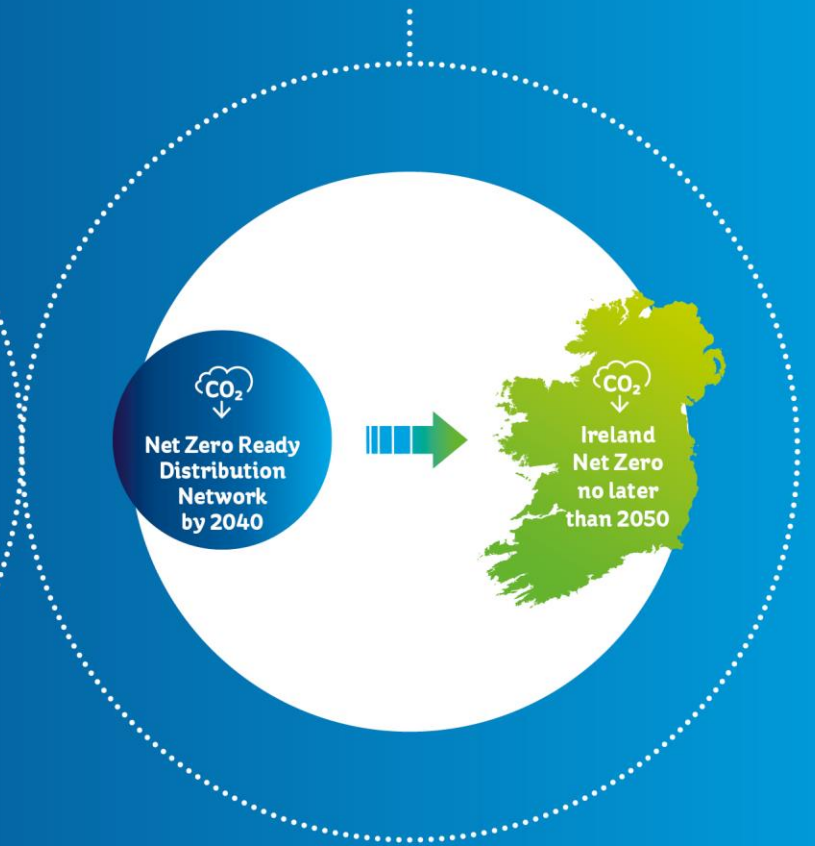 CO₂
Net Zero Ready
Distribution
Network
by 2040
CO₂
Ireland
Net Zero
no later
than 2050